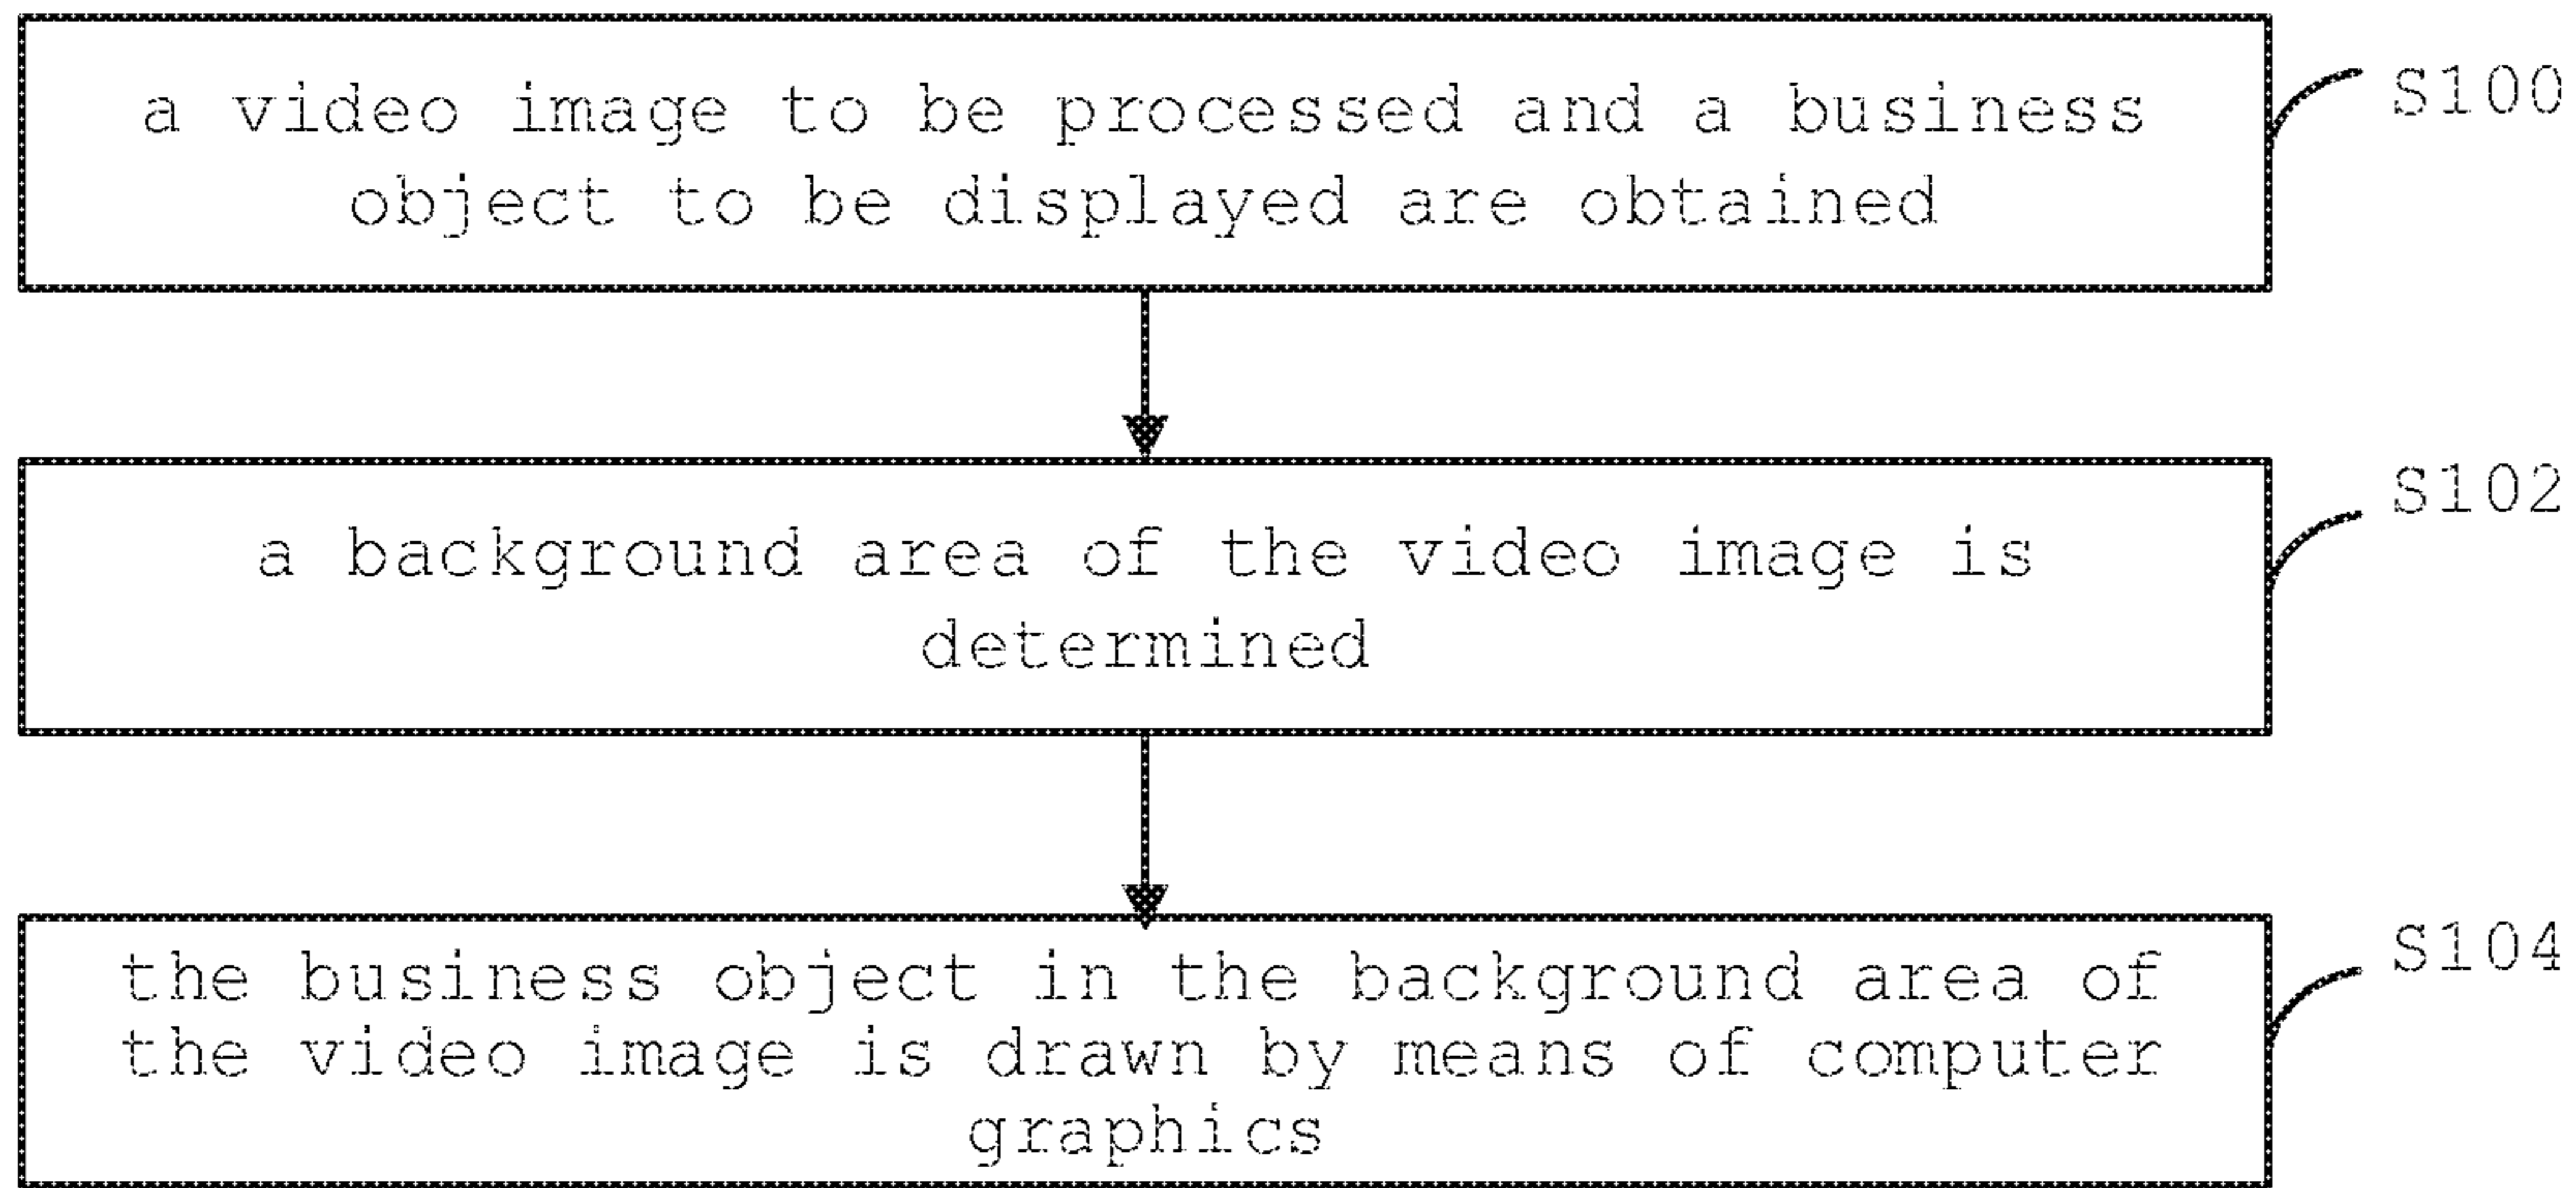 a video image to be processed and a business
object to be displayed are obtained
S100
a background area of the video image is
determined
S102
the business object in the background area of
the video image is drawn by means of computer
graphics
S104